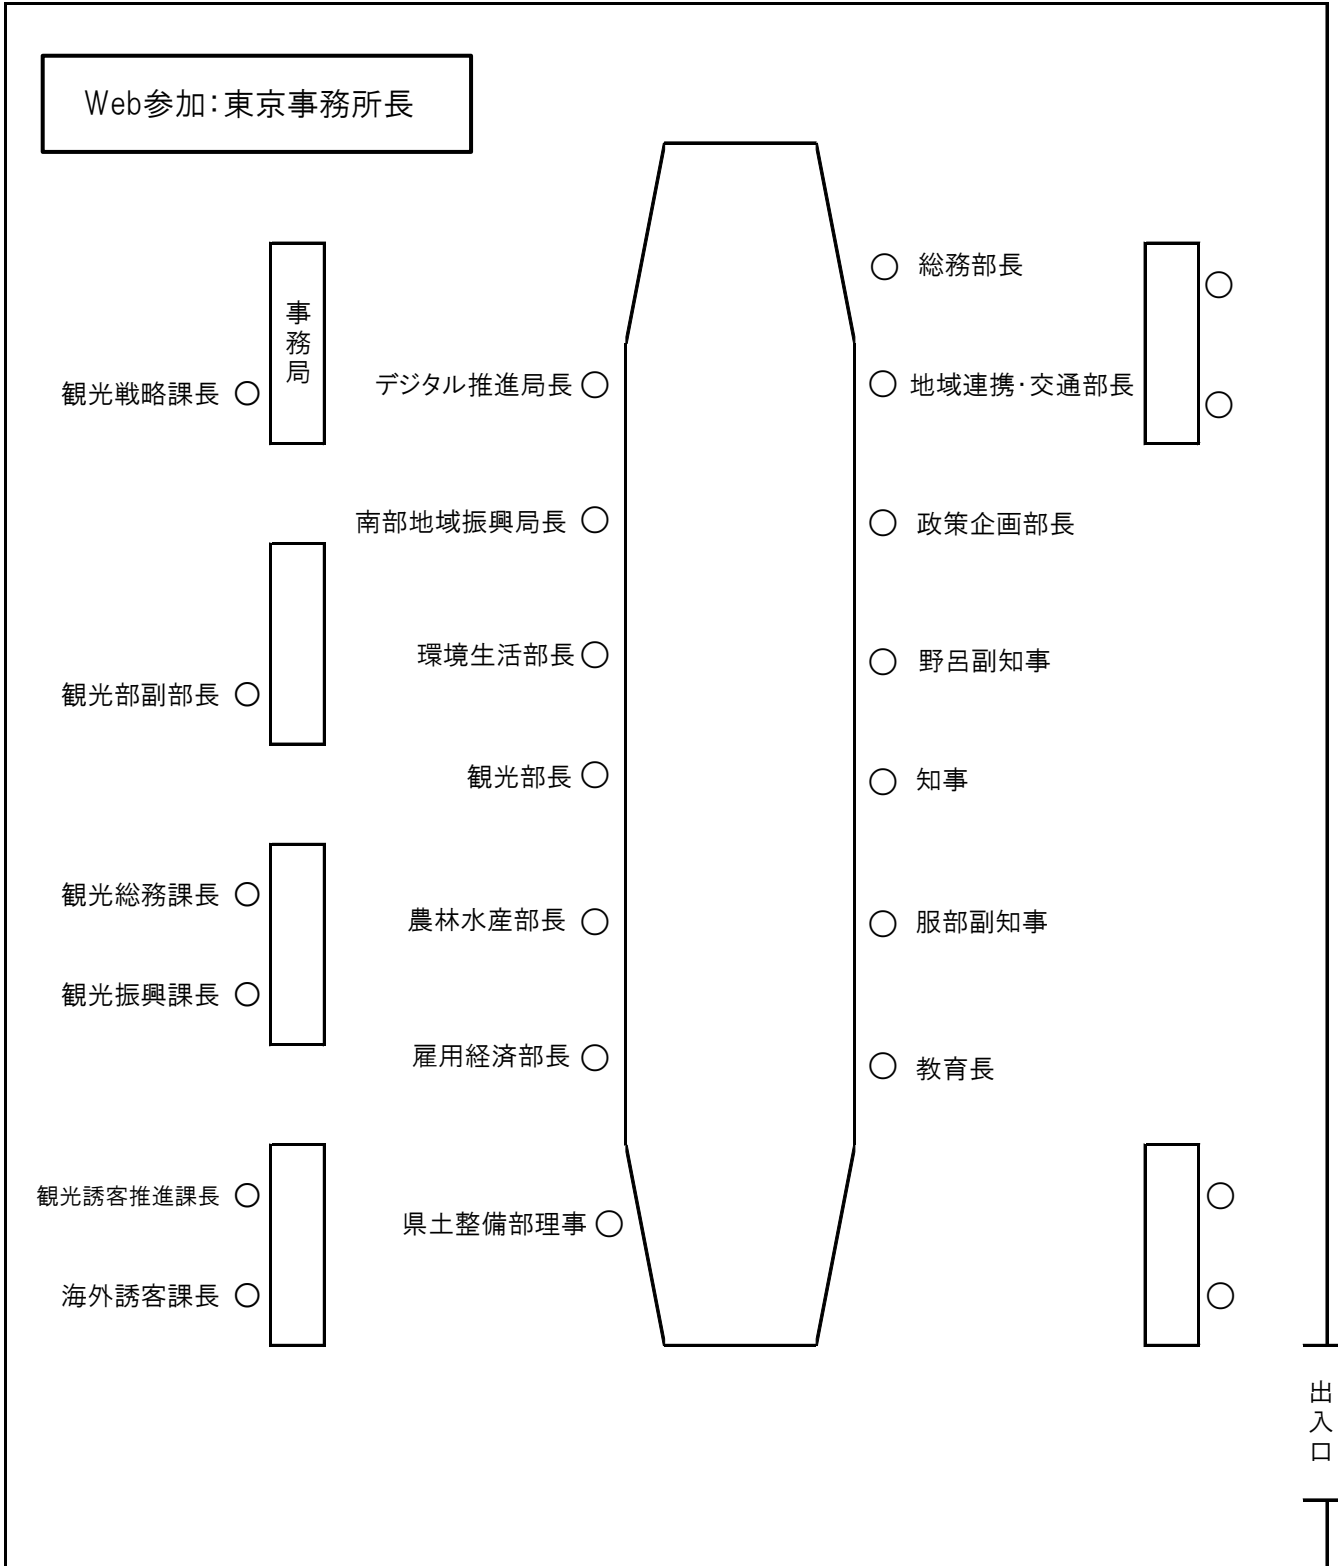 Web参加：東京事務所長
総務部長
事務局
観光戦略課長
デジタル推進局長
地域連携・交通部長
南部地域振興局長
政策企画部長
環境生活部長
野呂副知事
観光部副部長
観光部長
知事
観光総務課長
農林水産部長
服部副知事
観光振興課長
雇用経済部長
教育長
観光誘客推進課長
県土整備部理事
海外誘客課長
出入口